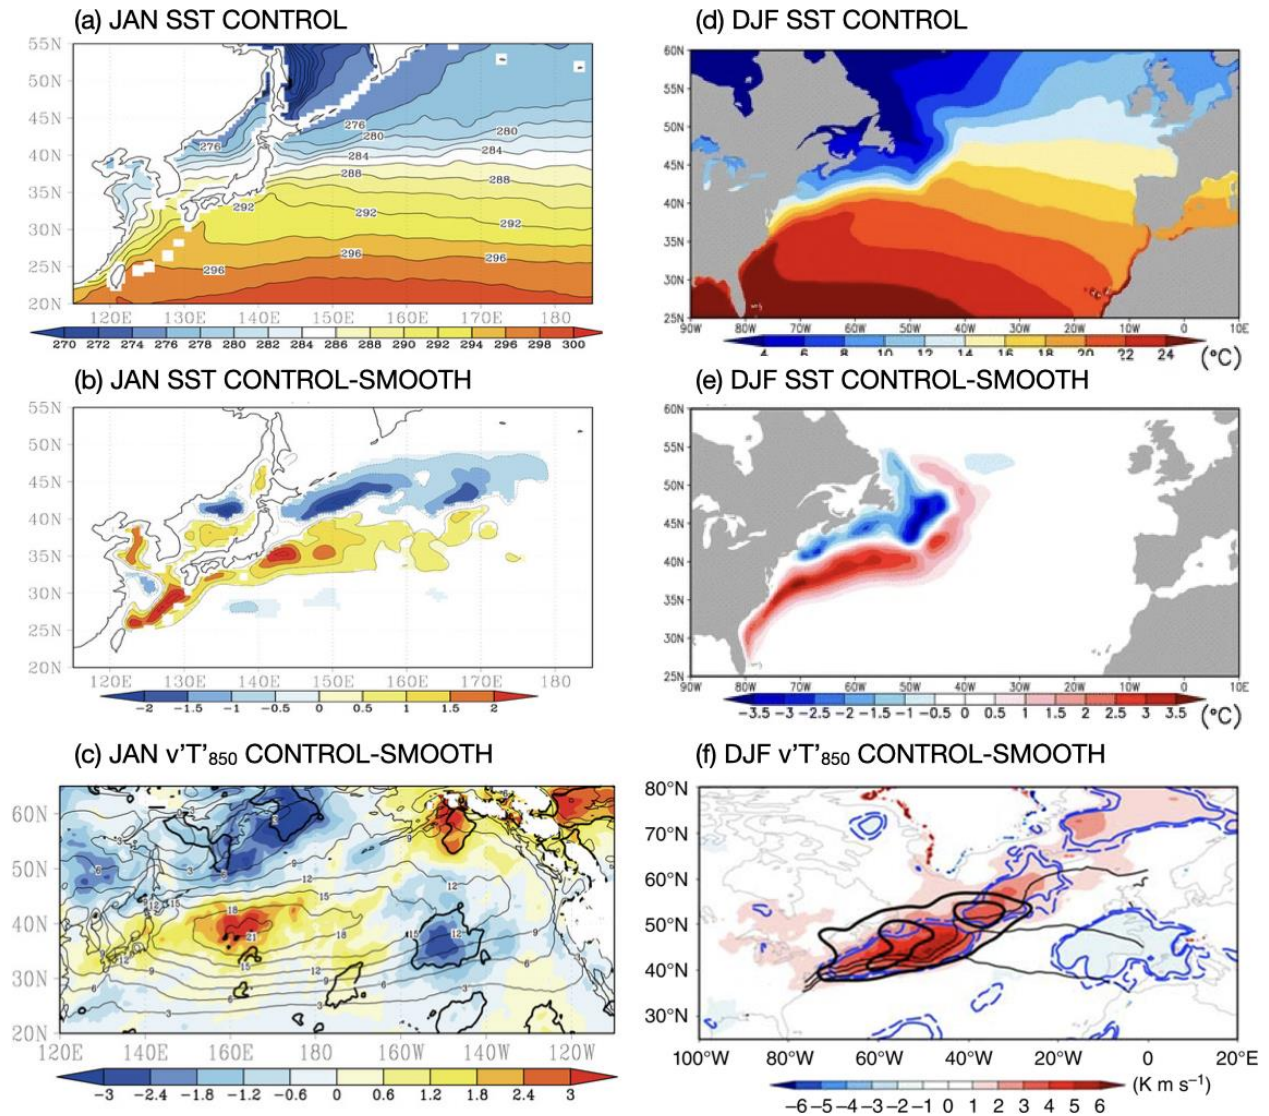 (a) JAN SST CONTROL
55N
50N
45N
40N
35N
30N
25N
20N
276
276
280
280
284
284
288
288
292
292
292
296
296
296
120E 130E 140E 150E 160E 170E 180
270 272 274 276 278 280 282 284 286 288 290 292 294 296 298 300
(d) DJF SST CONTROL
60N
55N
50N
45N
40N
35N
30N
25N
90W 80W 70W 60W 50W 40W 30W 20W 10W 0 10E
4 6 8 10 12 14 16 18 20 22 24 (°C)
(b) JAN SST CONTROL-SMOOTH
55N
50N
45N
40N
35N
30N
25N
20N
120E 130E 140E 150E 160E 170E 180
-2 -1.5 -1 -0.5 0 0.5 1 1.5 2
(e) DJF SST CONTROL-SMOOTH
60N
55N
50N
45N
40N
35N
30N
25N
90W 80W 70W 60W 50W 40W 30W 20W 10W 0 10E
-3.5 -3 -2.5 -2 -1.5 -1 -0.5 0 0.5 1 1.5 2 2.5 3 3.5 (°C)
(c) JAN v'T'850 CONTROL-SMOOTH
60N
50N
40N
30N
20N
120E 140E 160E 180 160W 140W 120W
-3 -2.4 -1.8 -1.2 -0.6 0 0.6 1.2 1.8 2.4 3
(f) DJF v'T'850 CONTROL-SMOOTH
80°N
70°N
60°N
50°N
40°N
30°N
100°W 80°W 60°W 40°W 20°W 0 20°E
−6 −5 −4 −3 −2 −1 0 1 2 3 4 5 6 (K m s⁻¹)